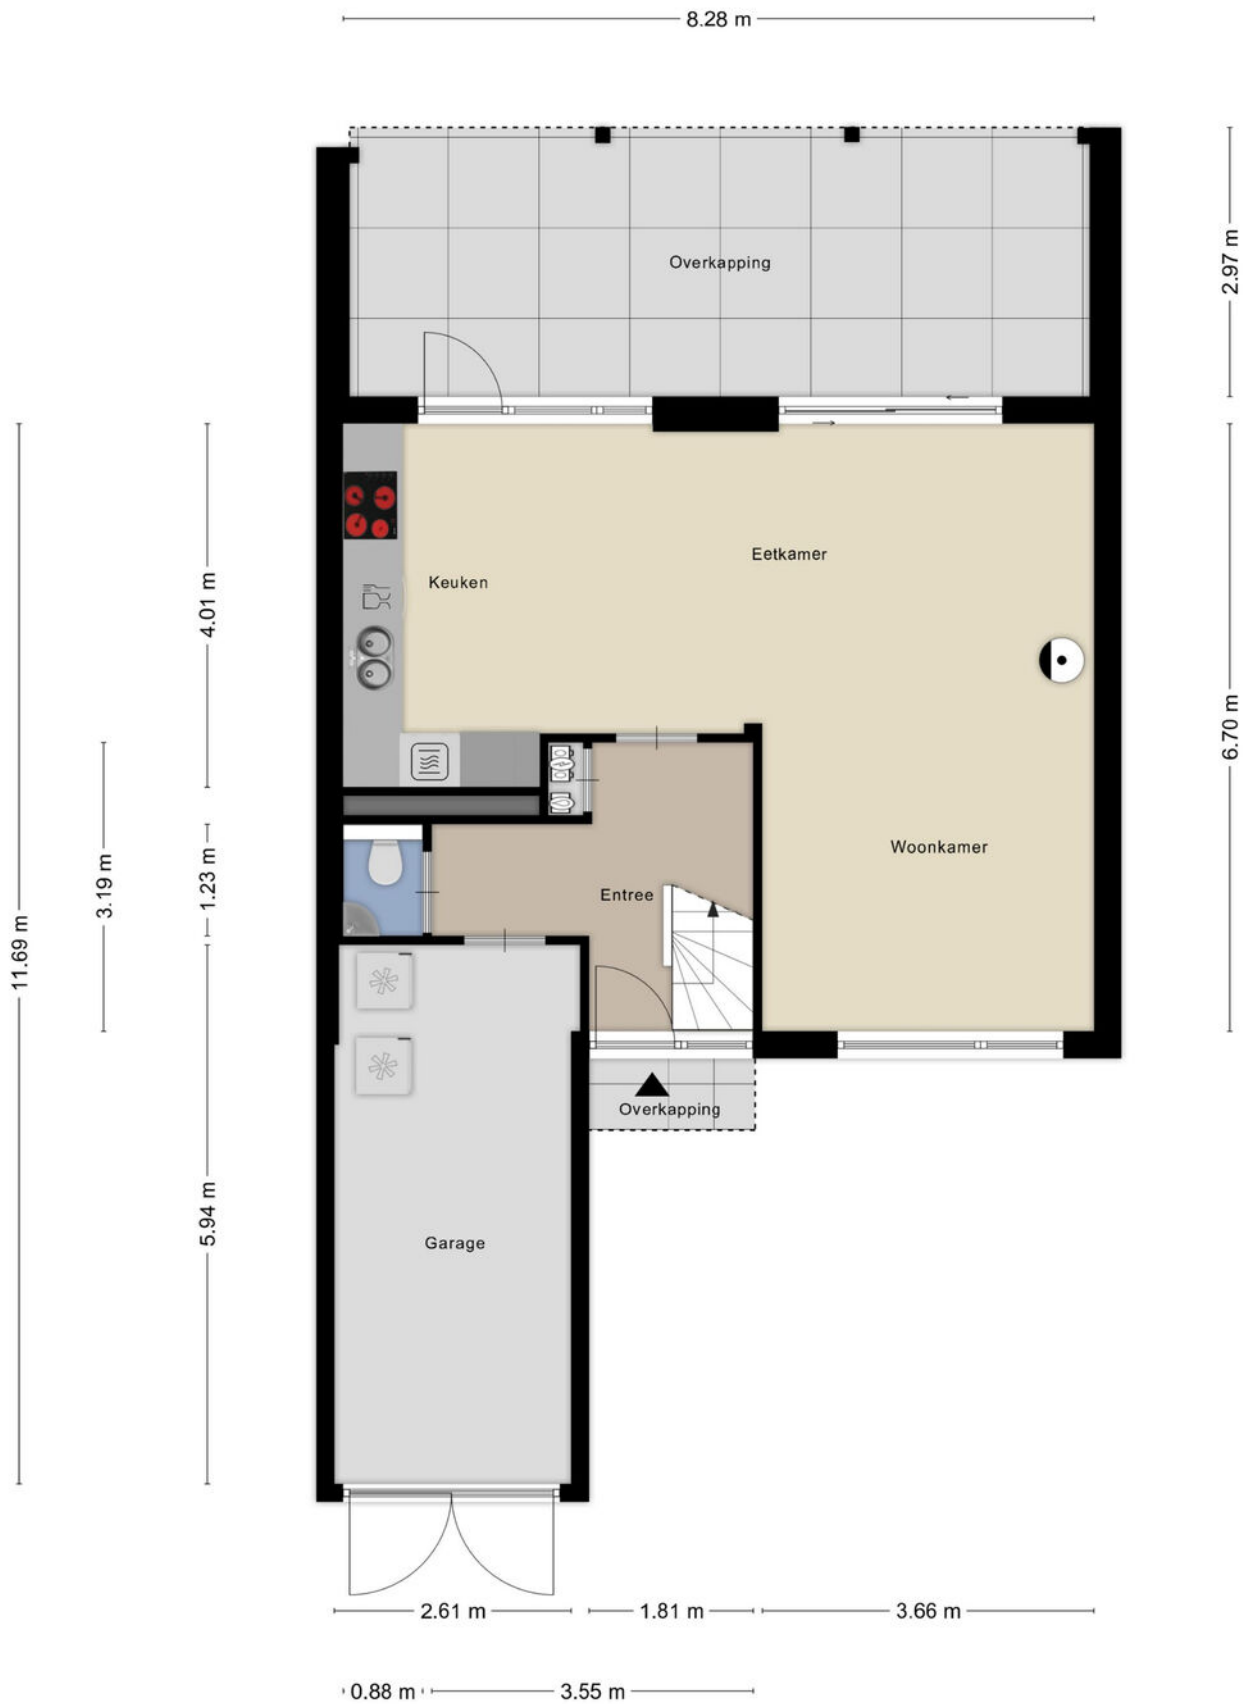 8.28 m
Overkapping
2.97 m
Eetkamer
Keuken
4.01 m
6.70 m
Woonkamer
3.19 m
1.23 m
Entree
11.69 m
Overkapping
5.94 m
Garage
2.61 m
1.81 m
3.66 m
0.88 m
3.55 m